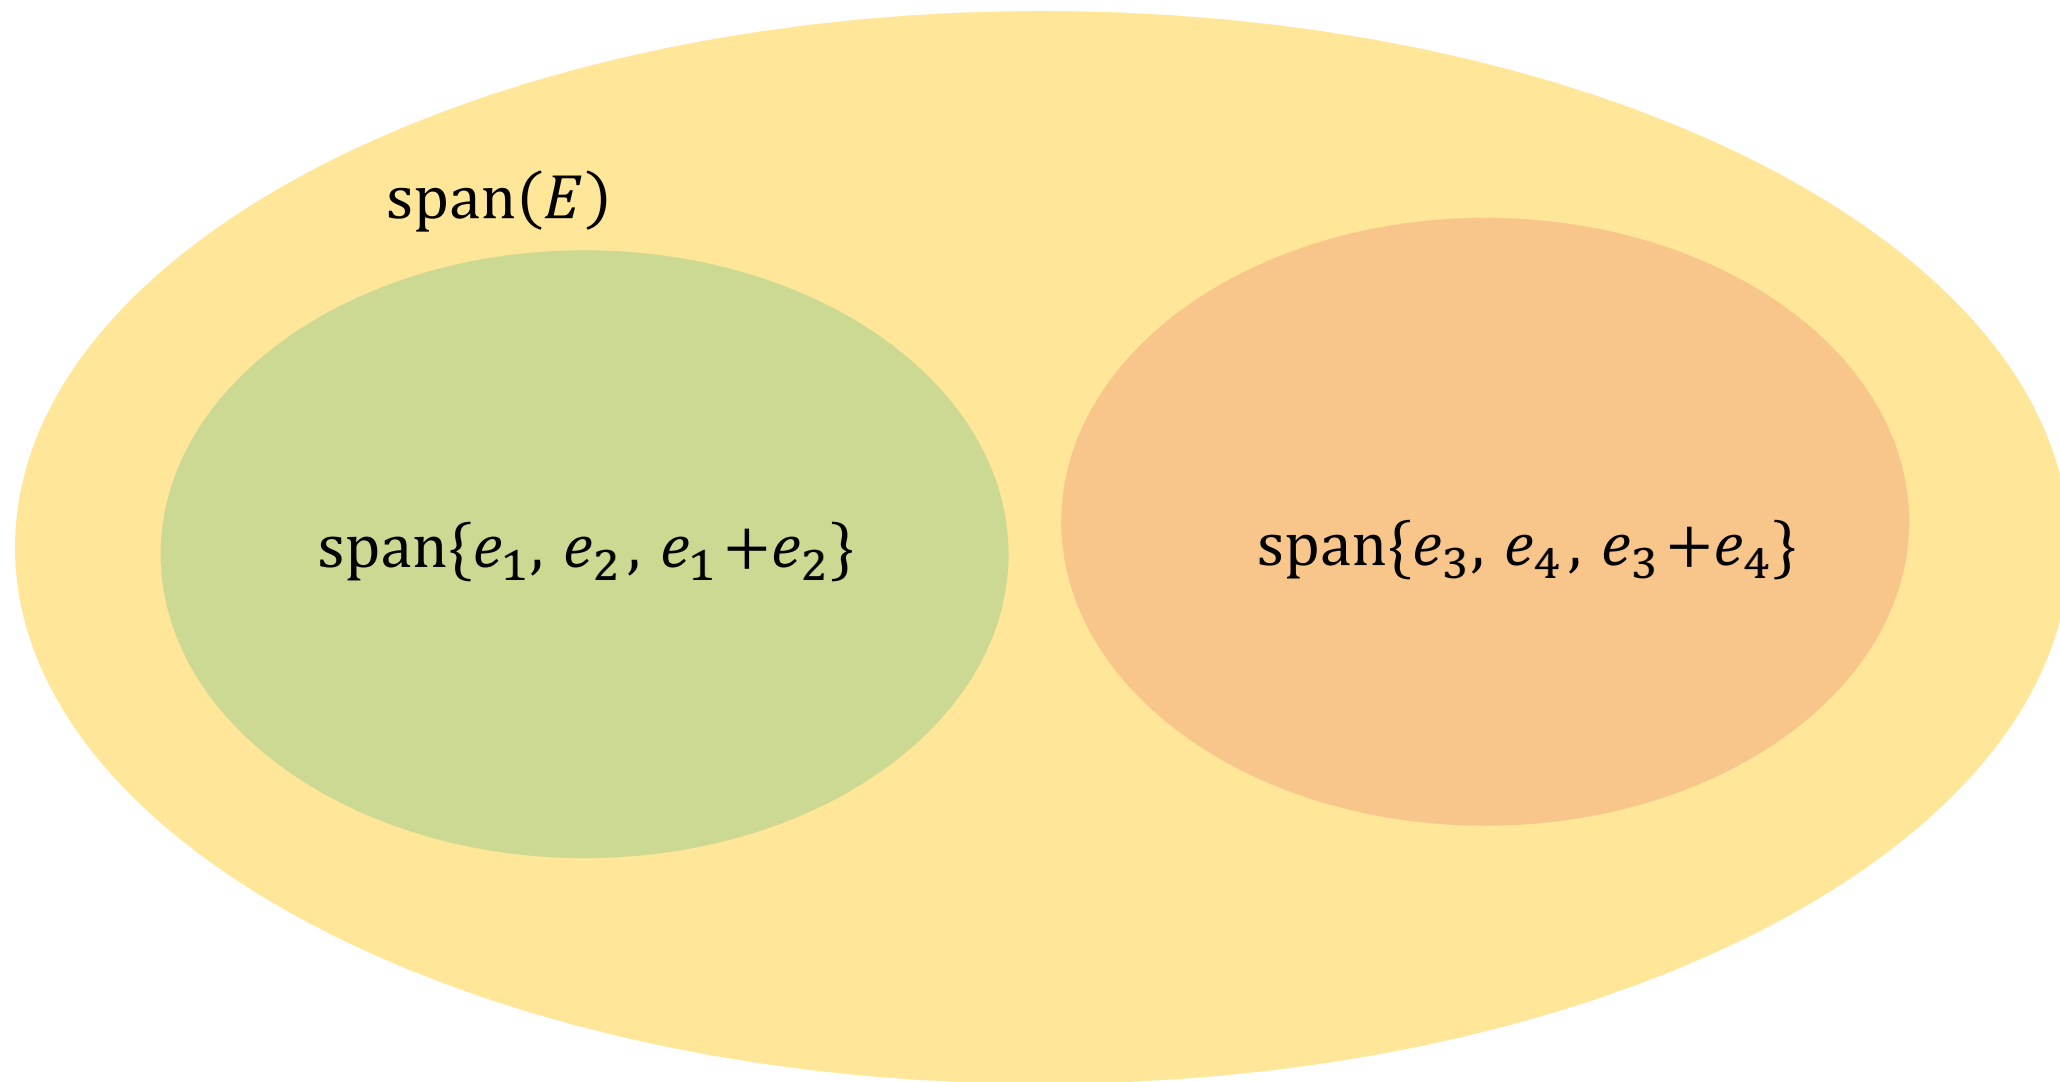 span(E)
span{e₁, e₂, e₁+e₂}
span{e₃, e₄, e₃+e₄}